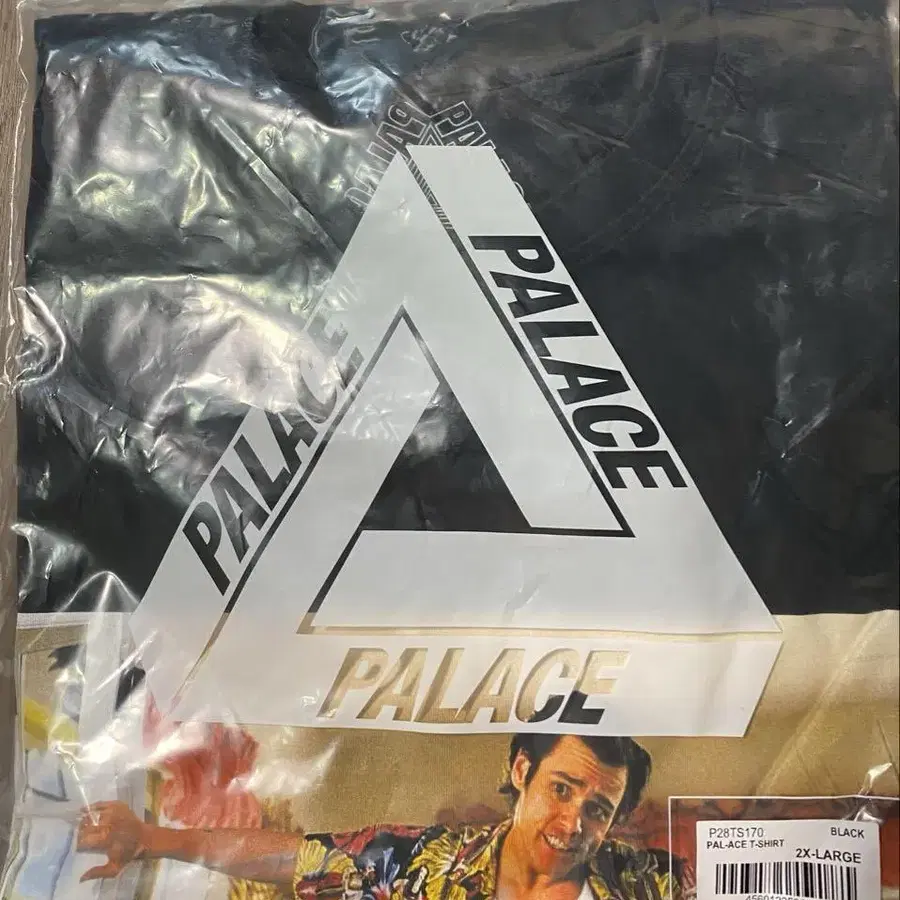 PALACE
PALACE
PALACE
P28TS170 BLACK
PAL-ACE T-SHIRT
2X-LARGE